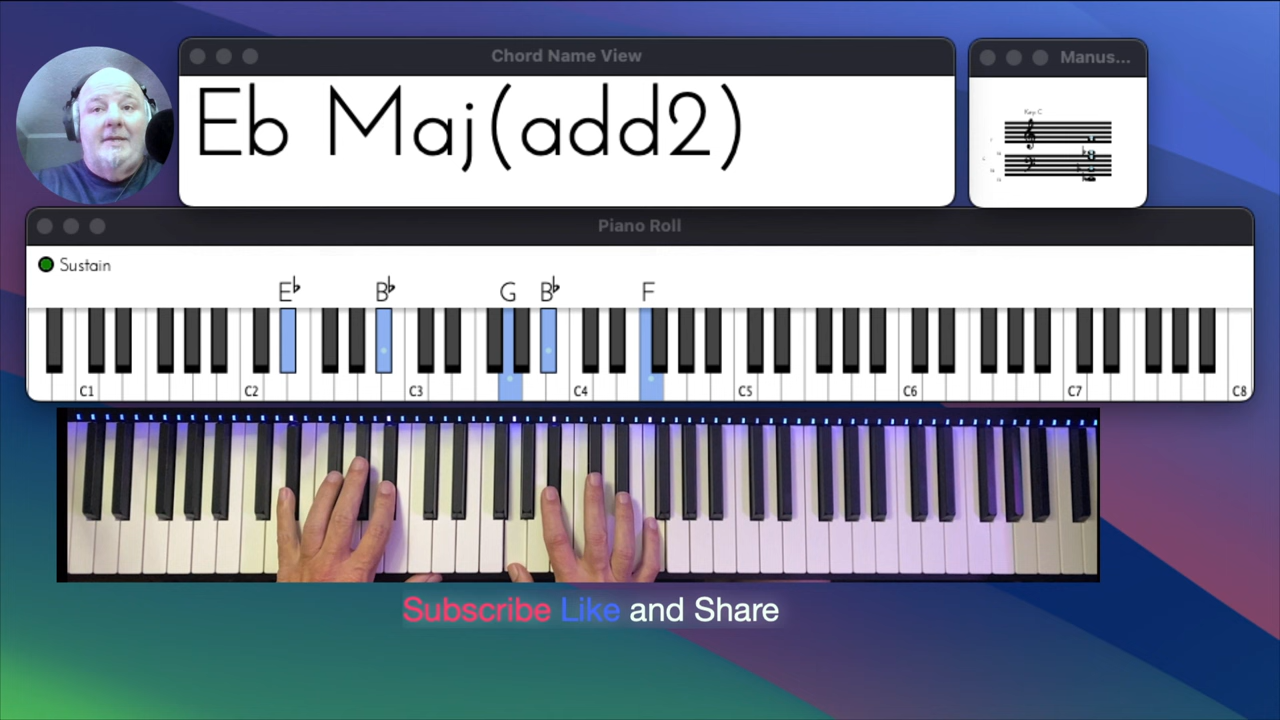 Chord Name View
Eb Maj(add2)
Manus...
Key: C
Piano Roll
Sustain
E♭ B♭ G B♭ F
C1 C2 C3 C4 C5 C6 C7 C8
Subscribe Like and Share